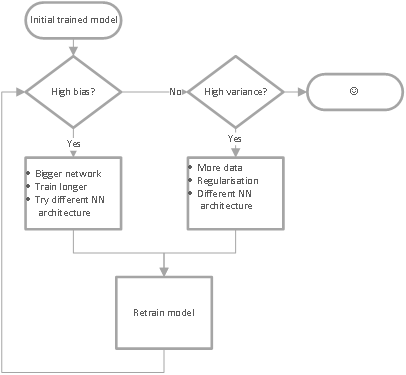 Initial trained model
High bias?
No
High variance?
☺
Yes
Yes
• Bigger network
• Train longer
• Try different NN
architecture
• More data
• Regularisation
• Different NN
architecture
Retrain model